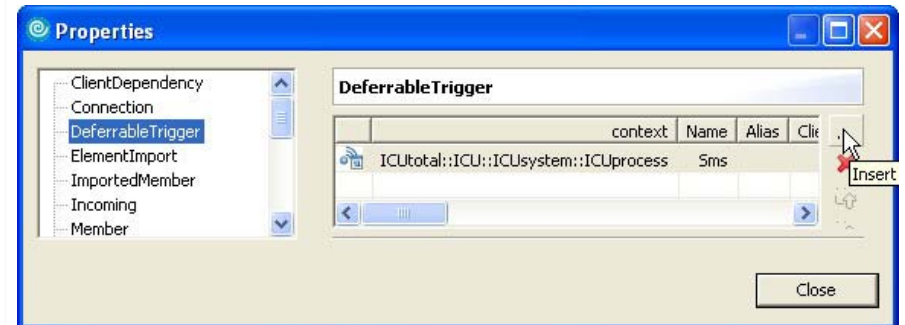 Properties
ClientDependency
Connection
DeferrableTrigger
ElementImport
ImportedMember
Incoming
Member
DeferrableTrigger
context Name Alias Clie
ICUtotal::ICU::ICUsystem::ICUprocess Sms
Insert
Close